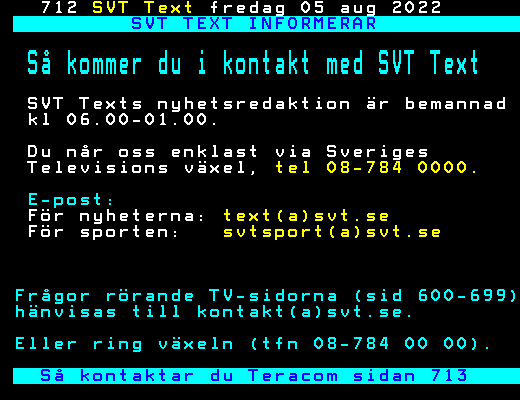 712 SVT Text fredag 05 aug 2022
SVT TEXT INFORMERAR
Så kommer du i kontakt med SVT Text
SVT Texts nyhetsredaktion är bemannad
kl 06.00-01.00.
Du når oss enklast via Sveriges
Televisions växel, tel 08-784 0000.
E-post:
För nyheterna: text(a)svt.se
För sporten: svtsport(a)svt.se
Frågor rörande TV-sidorna (sid 600-699)
hänvisas till kontakt(a)svt.se.
Eller ring växeln (tfn 08-784 00 00).
Så kontaktar du Teracom sidan 713